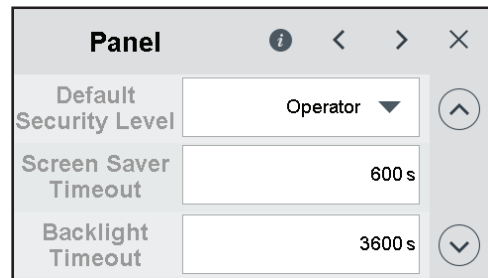 Panel
Default
Security Level
Operator
Screen Saver
Timeout
600 s
Backlight
Timeout
3600 s